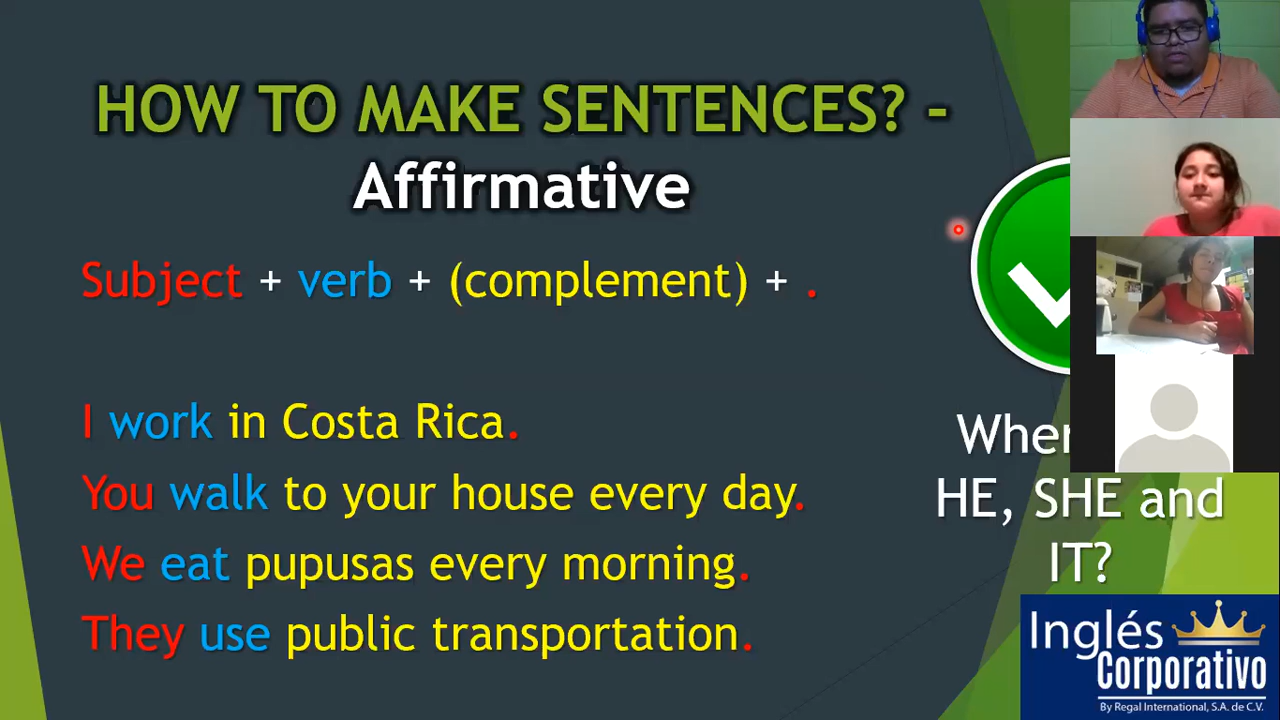 HOW TO MAKE SENTENCES? -
Affirmative
Subject + verb + (complement) + .
I work in Costa Rica.
You walk to your house every day.
We eat pupusas every morning.
They use public transportation.
HE, SHE and
IT?
Inglés
Corporativo
By Regal International, S.A. de C.V.